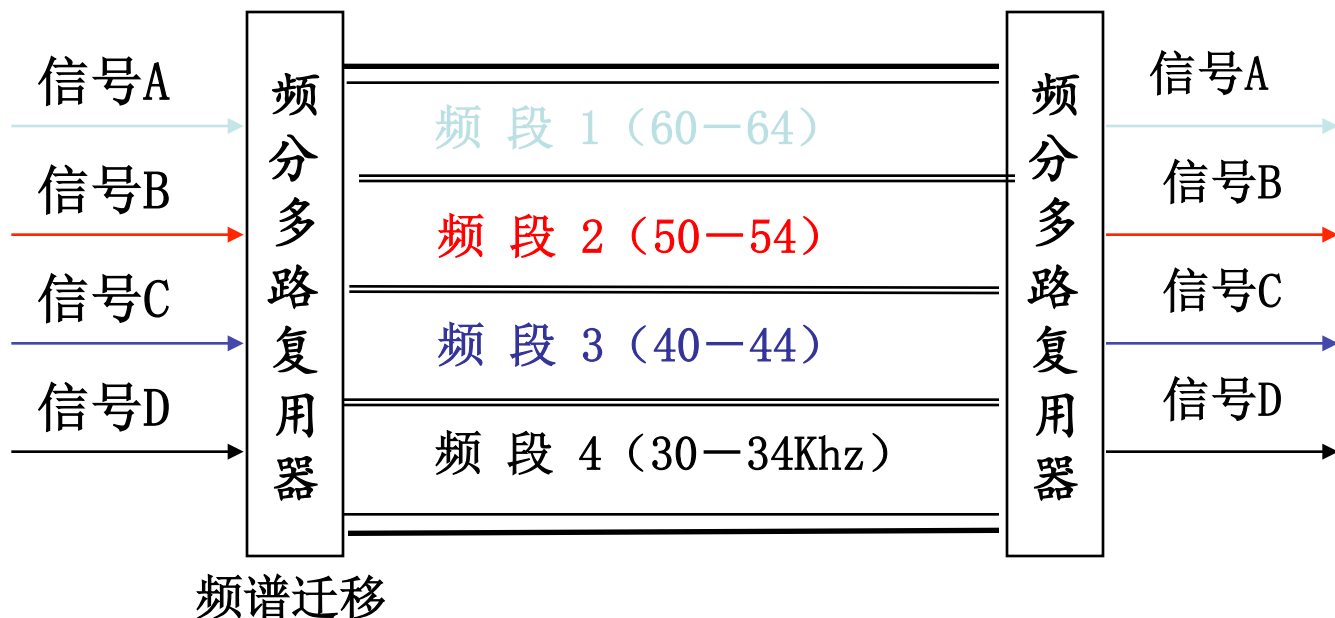 信号A
信号B
信号C
信号D
频分多路复用器
频 段 1（60－64）
频 段 2（50－54）
频 段 3（40－44）
频 段 4（30－34Khz）
频分多路复用器
信号A
信号B
信号C
信号D
频谱迁移